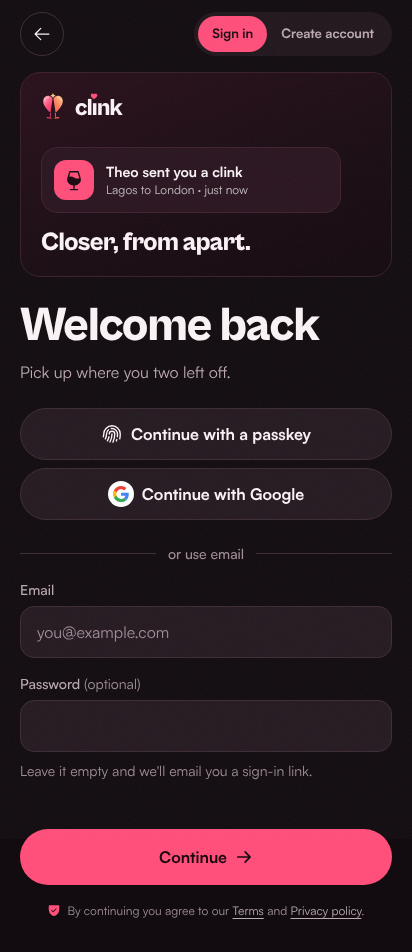 Sign in
Create account
clink
Theo sent you a clink
Lagos to London · just now
Closer, from apart.
Welcome back
Pick up where you two left off.
Continue with a passkey
Continue with Google
or use email
Email
you@example.com
Password (optional)
Leave it empty and we'll email you a sign-in link.
Continue
By continuing you agree to our Terms and Privacy policy.